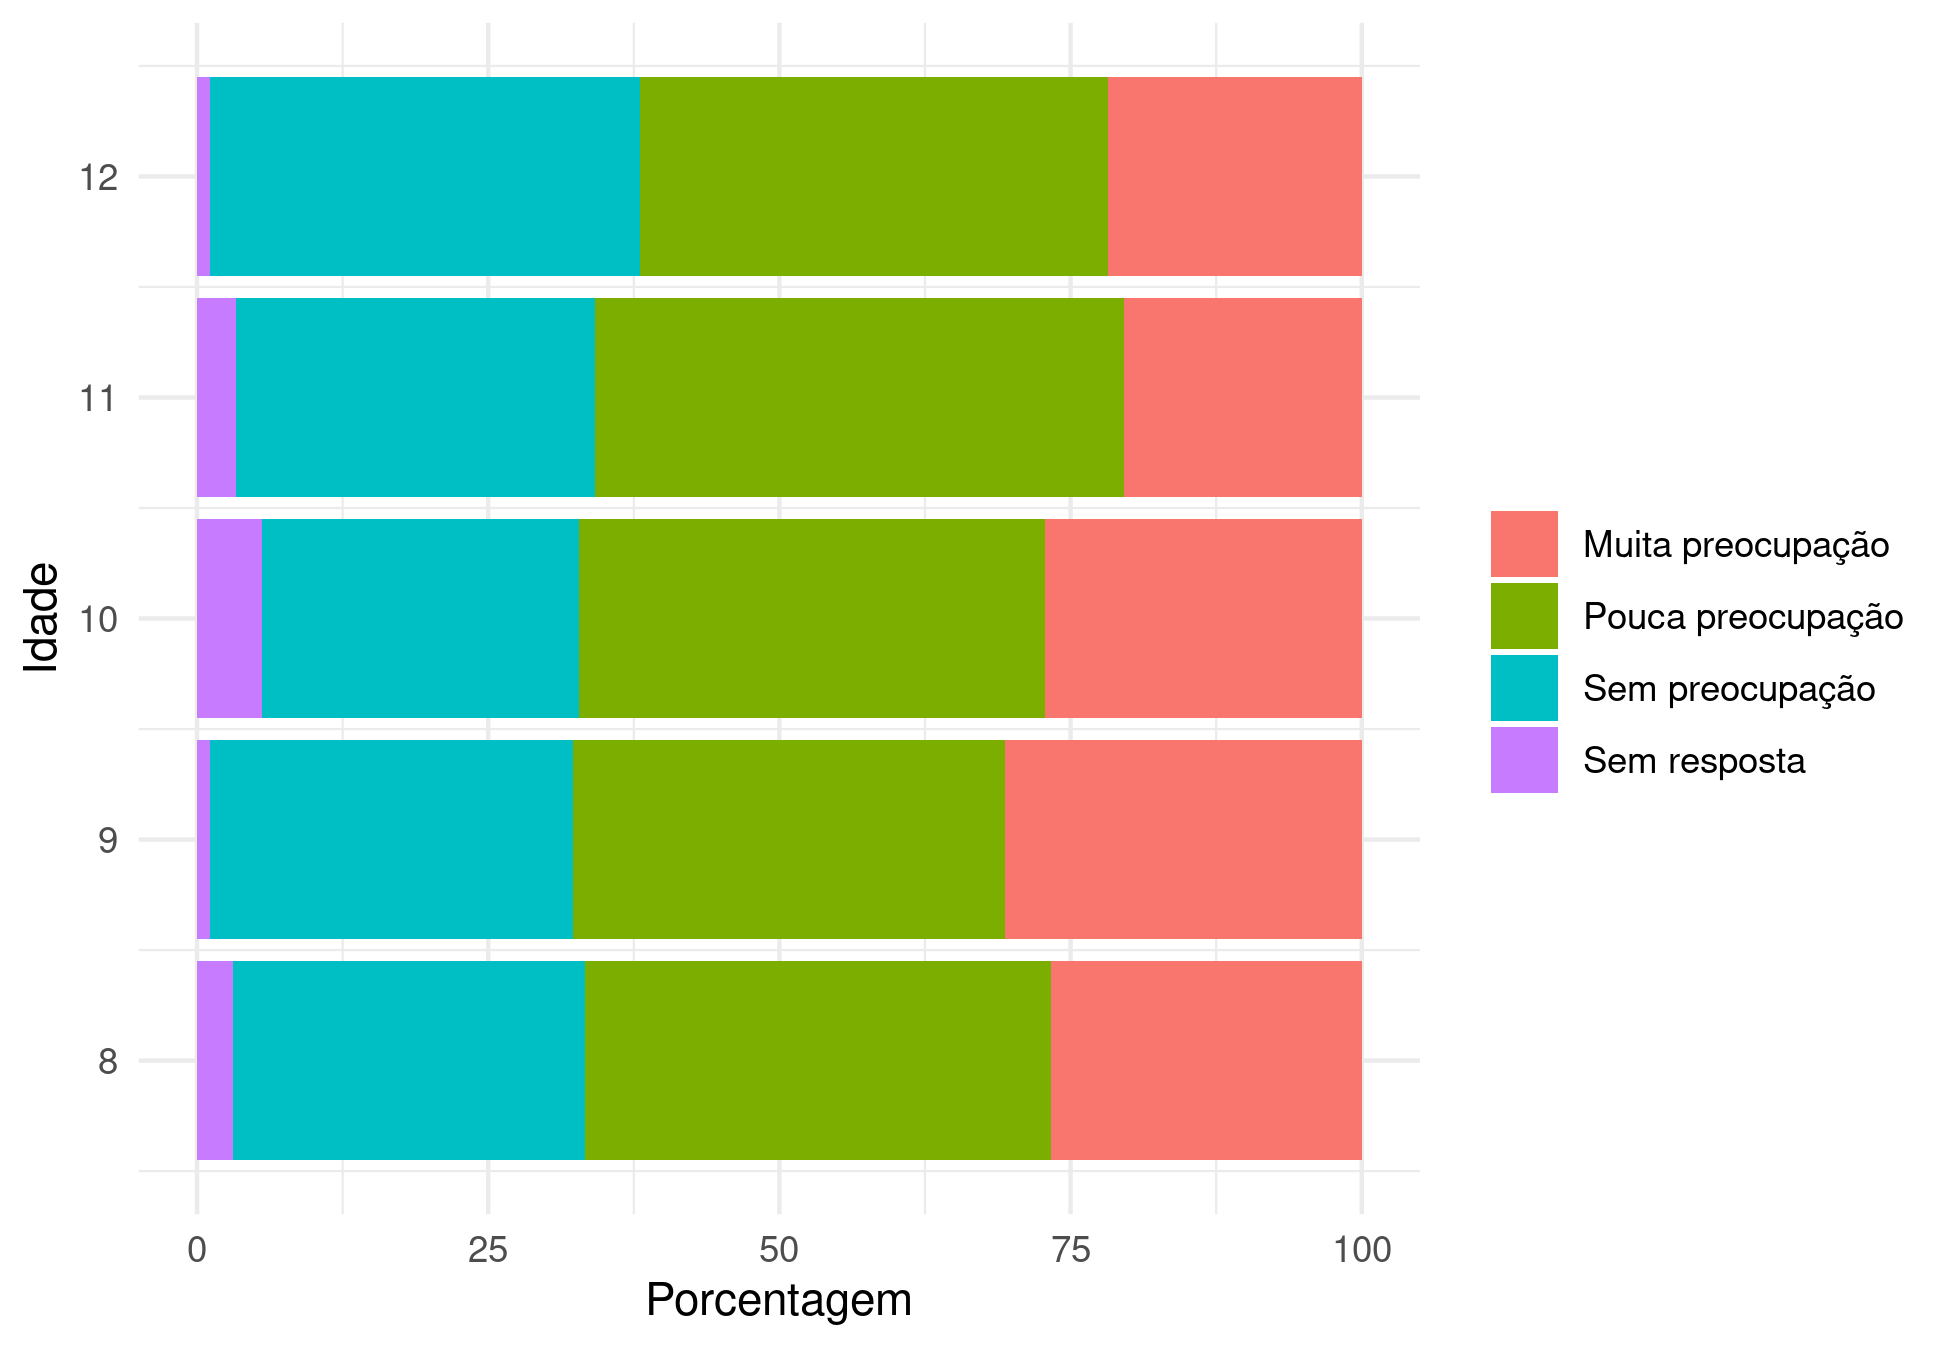 12
11
10
9
8
Idade
0 25 50 75 100
Porcentagem
Muita preocupação
Pouca preocupação
Sem preocupação
Sem resposta